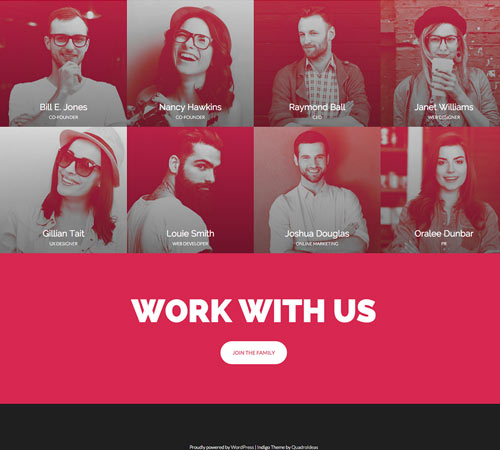 Bill E. Jones
CO-FOUNDER
Nancy Hawkins
CO-FOUNDER
Raymond Ball
CEO
Janet Williams
WEB DESIGNER
Gillian Tait
UX DESIGNER
Louie Smith
WEB DEVELOPER
Joshua Douglas
ONLINE MARKETING
Oralee Dunbar
PR
WORK WITH US
JOIN THE FAMILY
Proudly powered by WordPress | Indigo Theme by QuadroIdeas